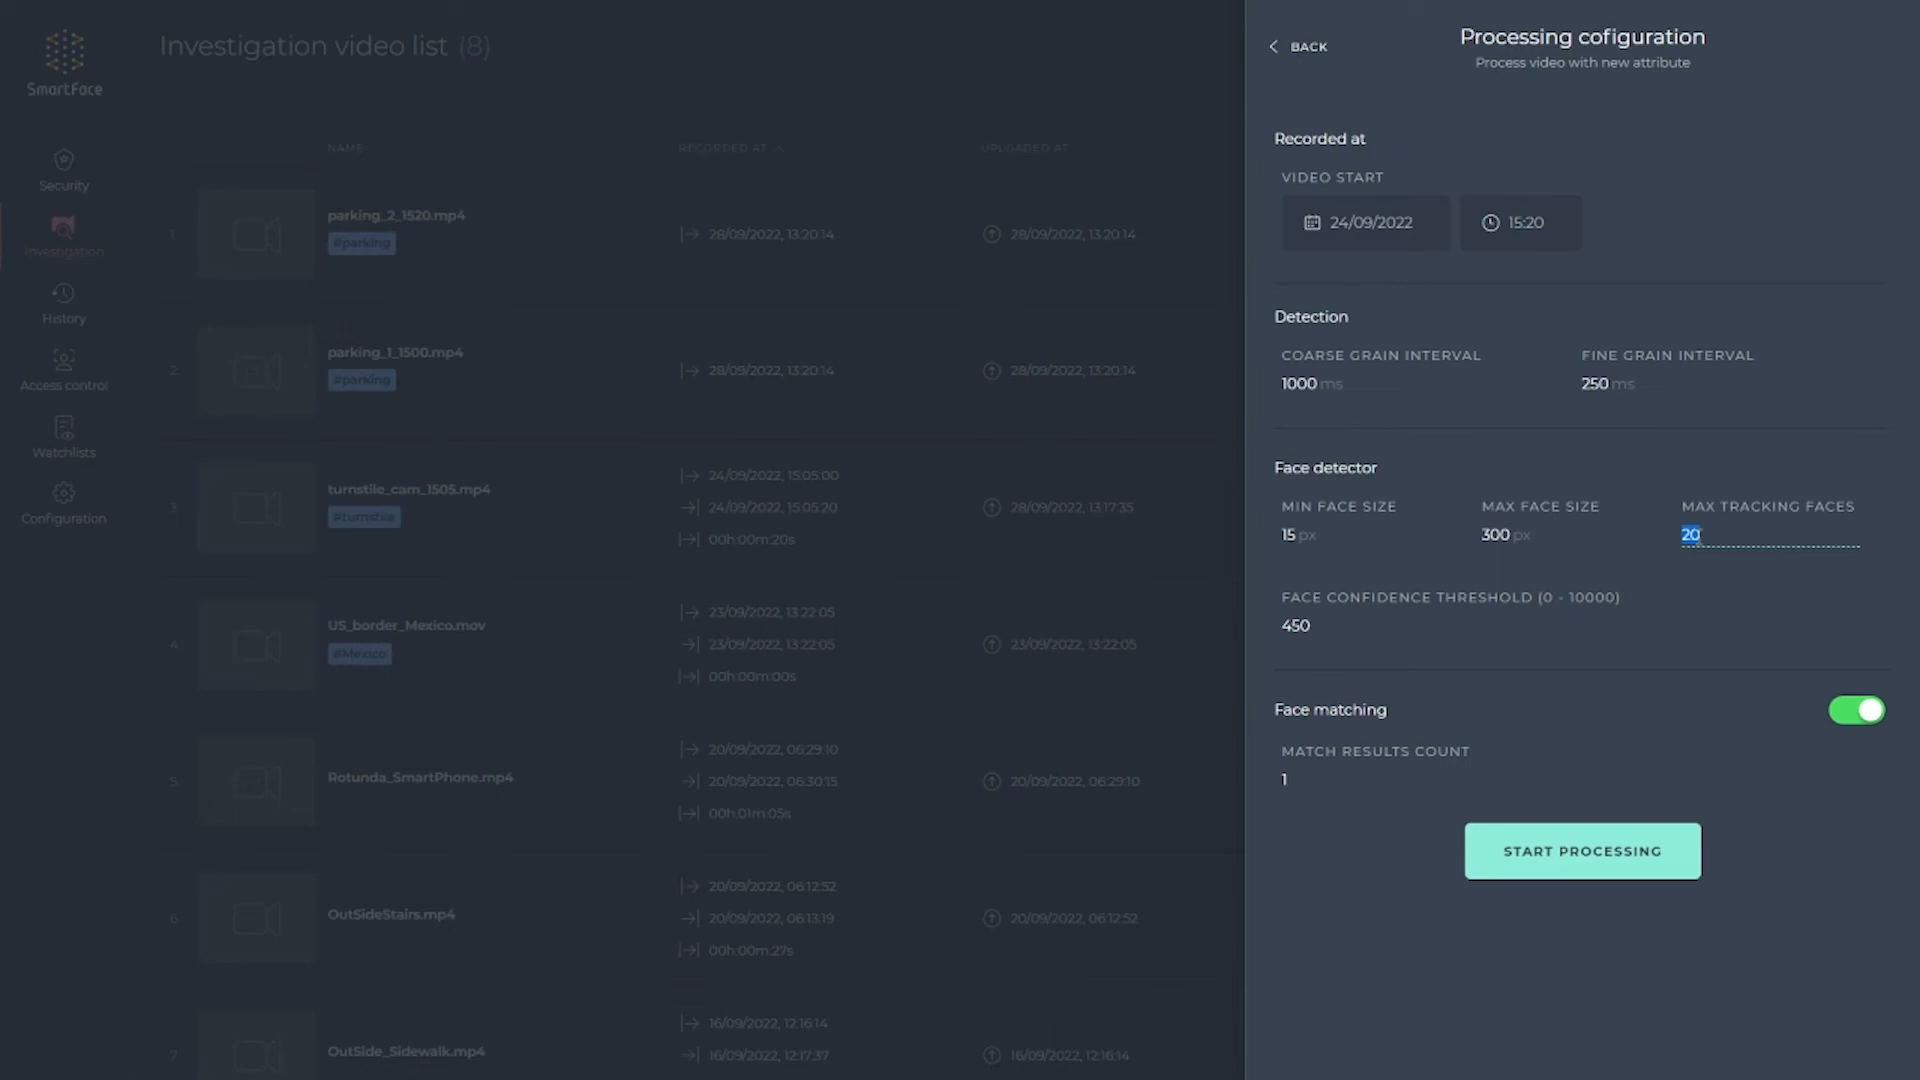 SmartFace
Security
Investigation
History
Access control
Watchlists
Configuration
Investigation video list (8)
NAME
RECORDED AT
UPLOADED AT
1.
parking_2_1520.mp4
#parking
28/09/2022, 13:20:14
28/09/2022, 13:20:14
2.
parking_1_1500.mp4
#parking
28/09/2022, 13:20:14
28/09/2022, 13:20:14
3.
turnstile_cam_1505.mp4
#turnstile
24/09/2022, 15:05:00
24/09/2022, 15:05:20
00h:00m:20s
28/09/2022, 13:17:35
4.
US_border_Mexico.mov
#Mexico
23/09/2022, 13:22:05
23/09/2022, 13:22:05
00h:00m:00s
23/09/2022, 13:22:05
5.
Rotunda_SmartPhone.mp4
20/09/2022, 06:29:10
20/09/2022, 06:30:15
00h:01m:05s
20/09/2022, 06:29:10
6.
OutSideStairs.mp4
20/09/2022, 06:12:52
20/09/2022, 06:13:19
00h:00m:27s
20/09/2022, 06:12:52
7.
OutSide_Sidewalk.mp4
16/09/2022, 12:16:14
16/09/2022, 12:17:37
16/09/2022, 12:16:14
BACK
Processing cofiguration
Process video with new attribute
Recorded at
VIDEO START
24/09/2022
15:20
Detection
COARSE GRAIN INTERVAL
1000 ms
FINE GRAIN INTERVAL
250 ms
Face detector
MIN FACE SIZE
15 px
MAX FACE SIZE
300 px
MAX TRACKING FACES
20
FACE CONFIDENCE THRESHOLD (0 - 10000)
450
Face matching
MATCH RESULTS COUNT
1
START PROCESSING